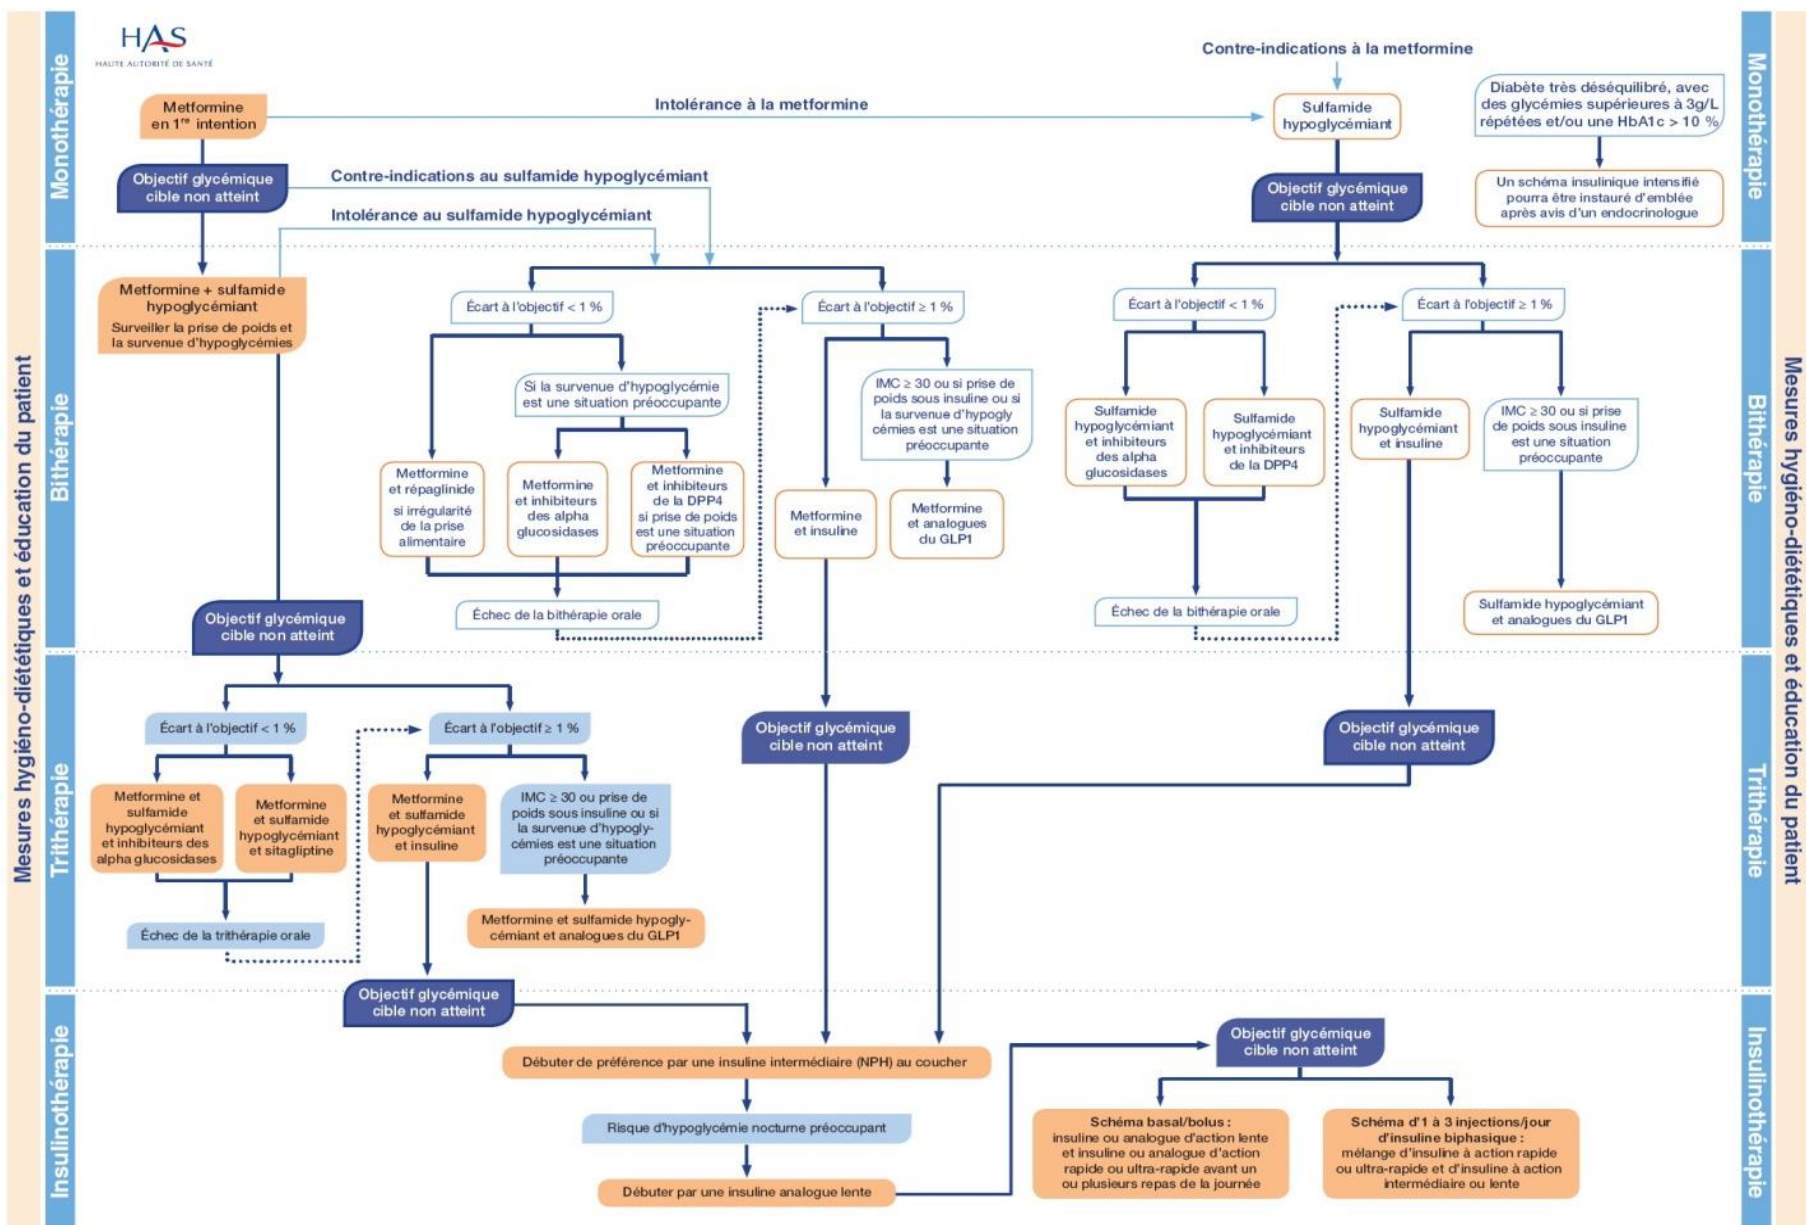 HAS
HAUTE AUTORITÉ DE SANTÉ
Mesures hygiéno-diététiques et éducation du patient
Monothérapie
Metformine
en 1re intention
Intolérance à la metformine
Contre-indications à la metformine
Sulfamide
hypoglycémiant
Diabète très déséquilibré, avec
des glycémies supérieures à 3g/L
répétées et/ou une HbA1c > 10 %
Objectif glycémique
cible non atteint
Contre-indications au sulfamide hypoglycémiant
Intolérance au sulfamide hypoglycémiant
Objectif glycémique
cible non atteint
Un schéma insulinique intensifié
pourra être instauré d'emblée
après avis d'un endocrinologue
Monothérapie
Bithérapie
Metformine + sulfamide
hypoglycémiant
Surveiller la prise de poids et
la survenue d'hypoglycémies
Écart à l'objectif < 1 %
Écart à l'objectif ≥ 1 %
Si la survenue d'hypoglycémie
est une situation préoccupante
IMC ≥ 30 ou si prise de
poids sous insuline ou si
la survenue d'hypogly
cémies est une situation
préoccupante
Metformine
et répaglinide
si irrégularité
de la prise
alimentaire
Metformine
et inhibiteurs
des alpha
glucosidases
Metformine
et inhibiteurs
de la DPP4
si prise de poids
est une situation
préoccupante
Metformine
et insuline
Metformine
et analogues
du GLP1
Échec de la bithérapie orale
Écart à l'objectif < 1 %
Écart à l'objectif ≥ 1 %
Sulfamide
hypoglycémiant
et inhibiteurs
des alpha
glucosidases
Sulfamide
hypoglycémiant
et inhibiteurs
de la DPP4
Sulfamide
hypoglycémiant
et insuline
IMC ≥ 30 ou si prise
de poids sous insuline
est une situation
préoccupante
Échec de la bithérapie orale
Sulfamide hypoglycémiant
et analogues du GLP1
Bithérapie
Objectif glycémique
cible non atteint
Trithérapie
Écart à l'objectif < 1 %
Écart à l'objectif ≥ 1 %
Objectif glycémique
cible non atteint
Objectif glycémique
cible non atteint
Metformine et
sulfamide
hypoglycémiant
et inhibiteurs des
alpha glucosidases
Metformine
et sulfamide
hypoglycémiant
et sitagliptine
Metformine
et sulfamide
hypoglycémiant
et insuline
IMC ≥ 30 ou prise de
poids sous insuline ou si
la survenue d'hypogly-
cémies est une situation
préoccupante
Échec de la trithérapie orale
Metformine et sulfamide hypogly-
cémiant et analogues du GLP1
Trithérapie
Insulinothérapie
Objectif glycémique
cible non atteint
Débuter de préférence par une insuline intermédiaire (NPH) au coucher
Risque d'hypoglycémie nocturne préoccupant
Débuter par une insuline analogue lente
Objectif glycémique
cible non atteint
Schéma basal/bolus :
insuline ou analogue d'action lente
et insuline ou analogue d'action
rapide ou ultra-rapide avant un
ou plusieurs repas de la journée
Schéma d'1 à 3 injections/jour
d'insuline biphasique :
mélange d'insuline à action rapide
ou ultra-rapide et d'insuline à action
intermédiaire ou lente
Insulinothérapie
Mesures hygiéno-diététiques et éducation du patient